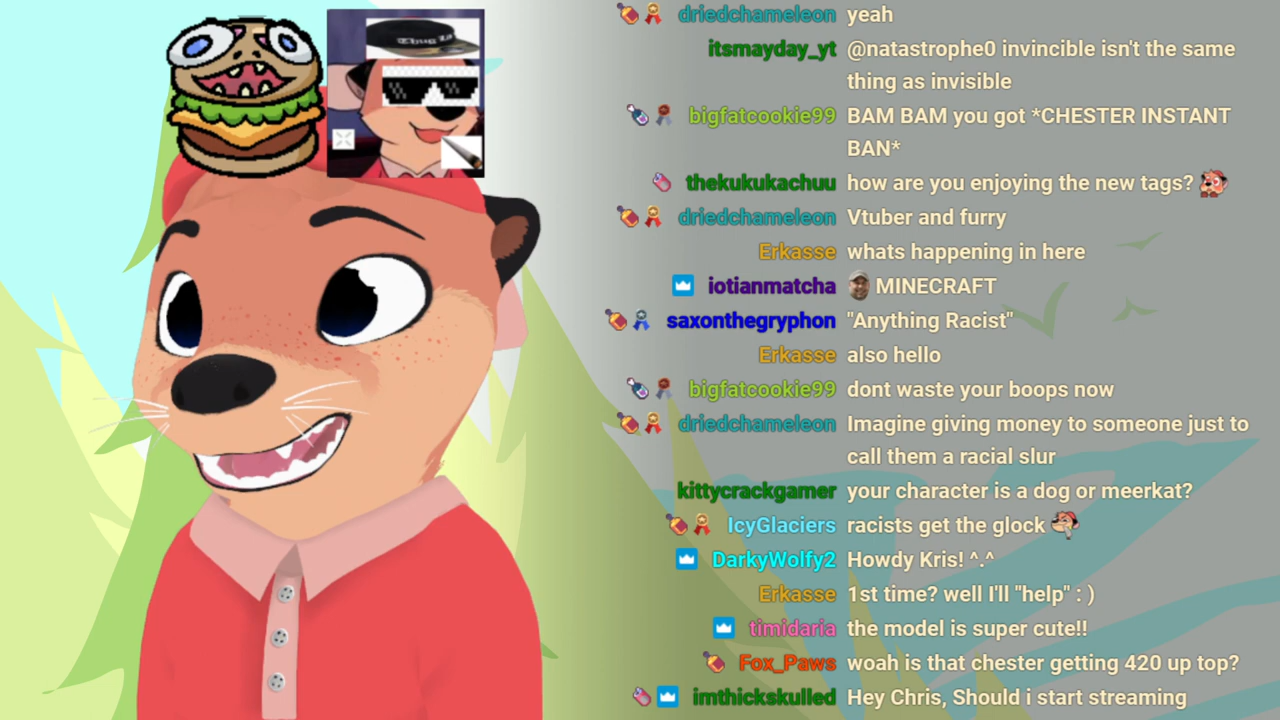 driedchameleon yeah
itsmayday_yt @natastrophe0 invincible isn't the same
thing as invisible
bigfatcookie99 BAM BAM you got *CHESTER INSTANT
BAN*
thekukukachuu how are you enjoying the new tags?
driedchameleon Vtuber and furry
Erkasse whats happening in here
iotianmatcha MINECRAFT
saxonthegryphon "Anything Racist"
Erkasse also hello
bigfatcookie99 dont waste your boops now
driedchameleon Imagine giving money to someone just to
call them a racial slur
kittycrackgamer your character is a dog or meerkat?
IcyGlaciers racists get the glock
DarkyWolfy2 Howdy Kris! ^.^
Erkasse 1st time? well I'll "help" : )
timidaria the model is super cute!!
Fox_Paws woah is that chester getting 420 up top?
imthickskulled Hey Chris, Should i start streaming